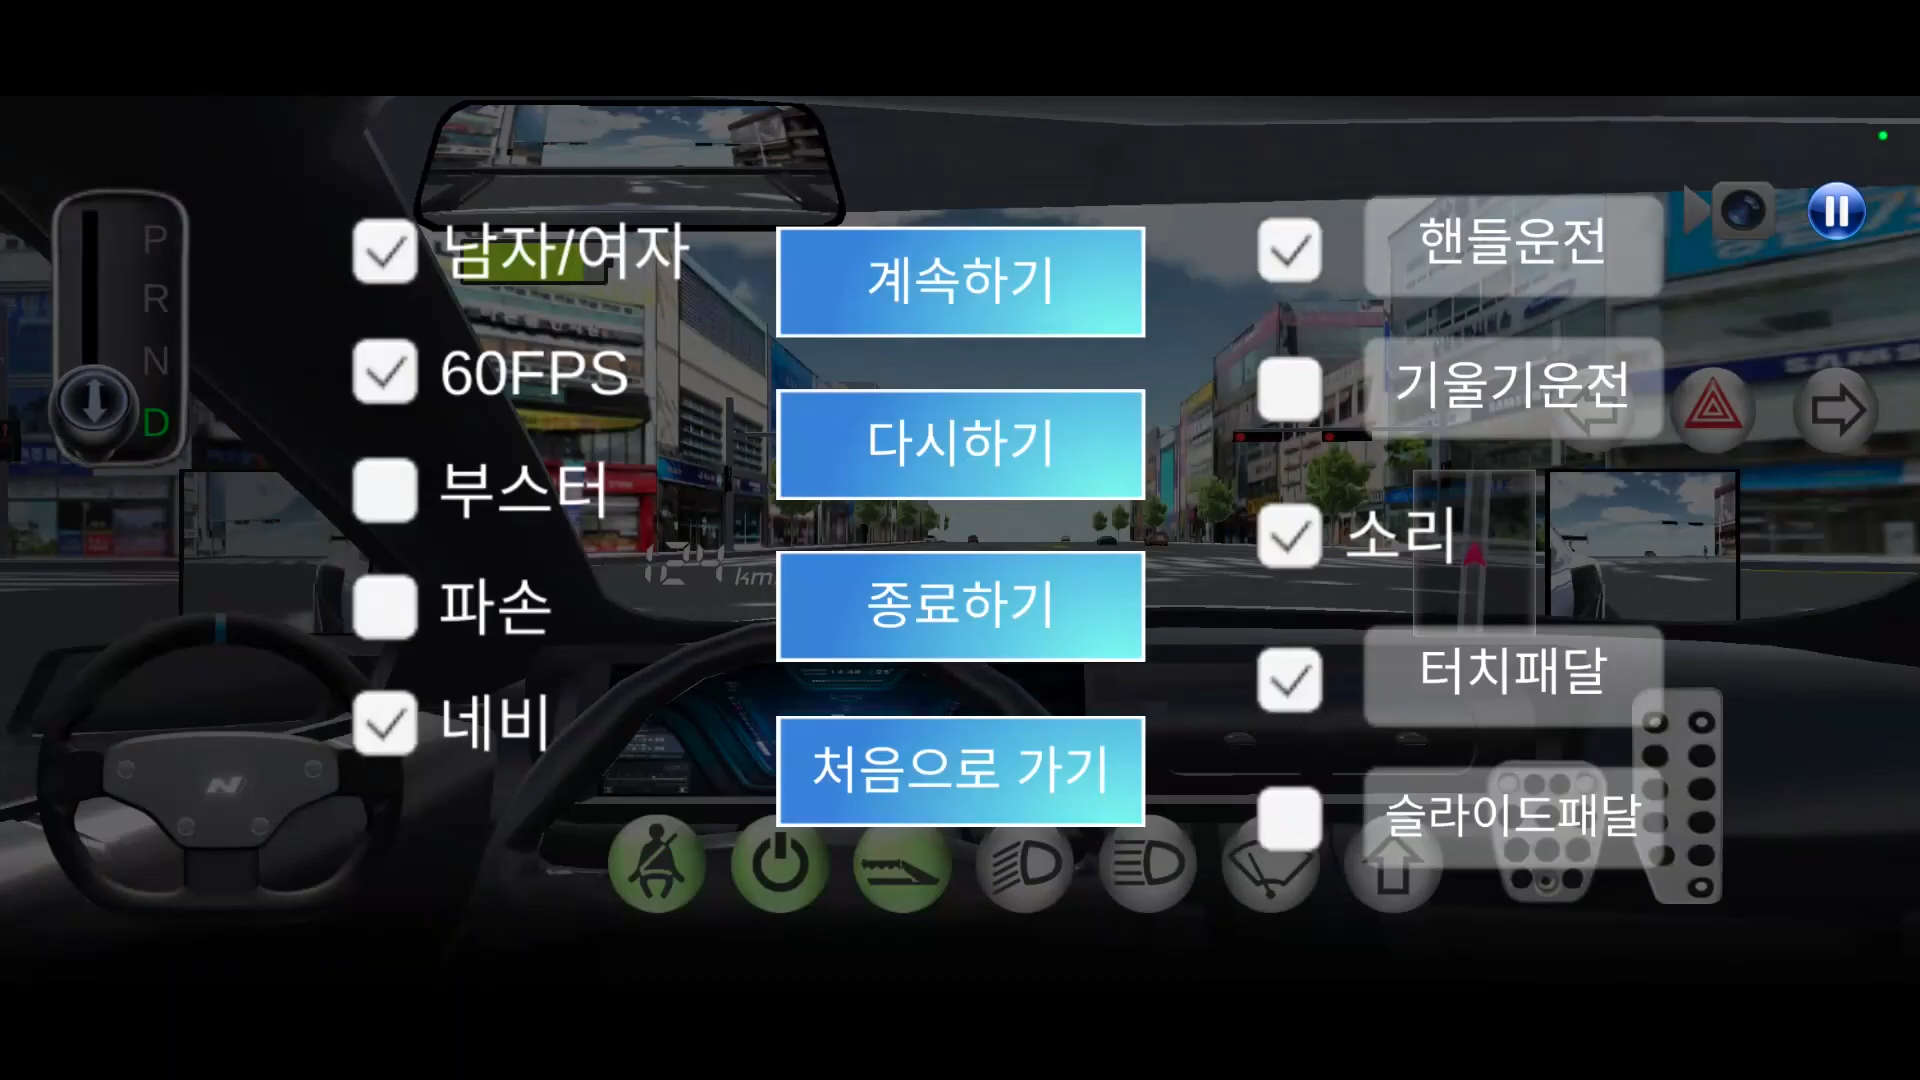 남자/여자
60FPS
부스터
파손
네비
계속하기
다시하기
종료하기
처음으로 가기
핸들운전
기울기운전
소리
터치패달
슬라이드패달
P
R
N
D
km
N